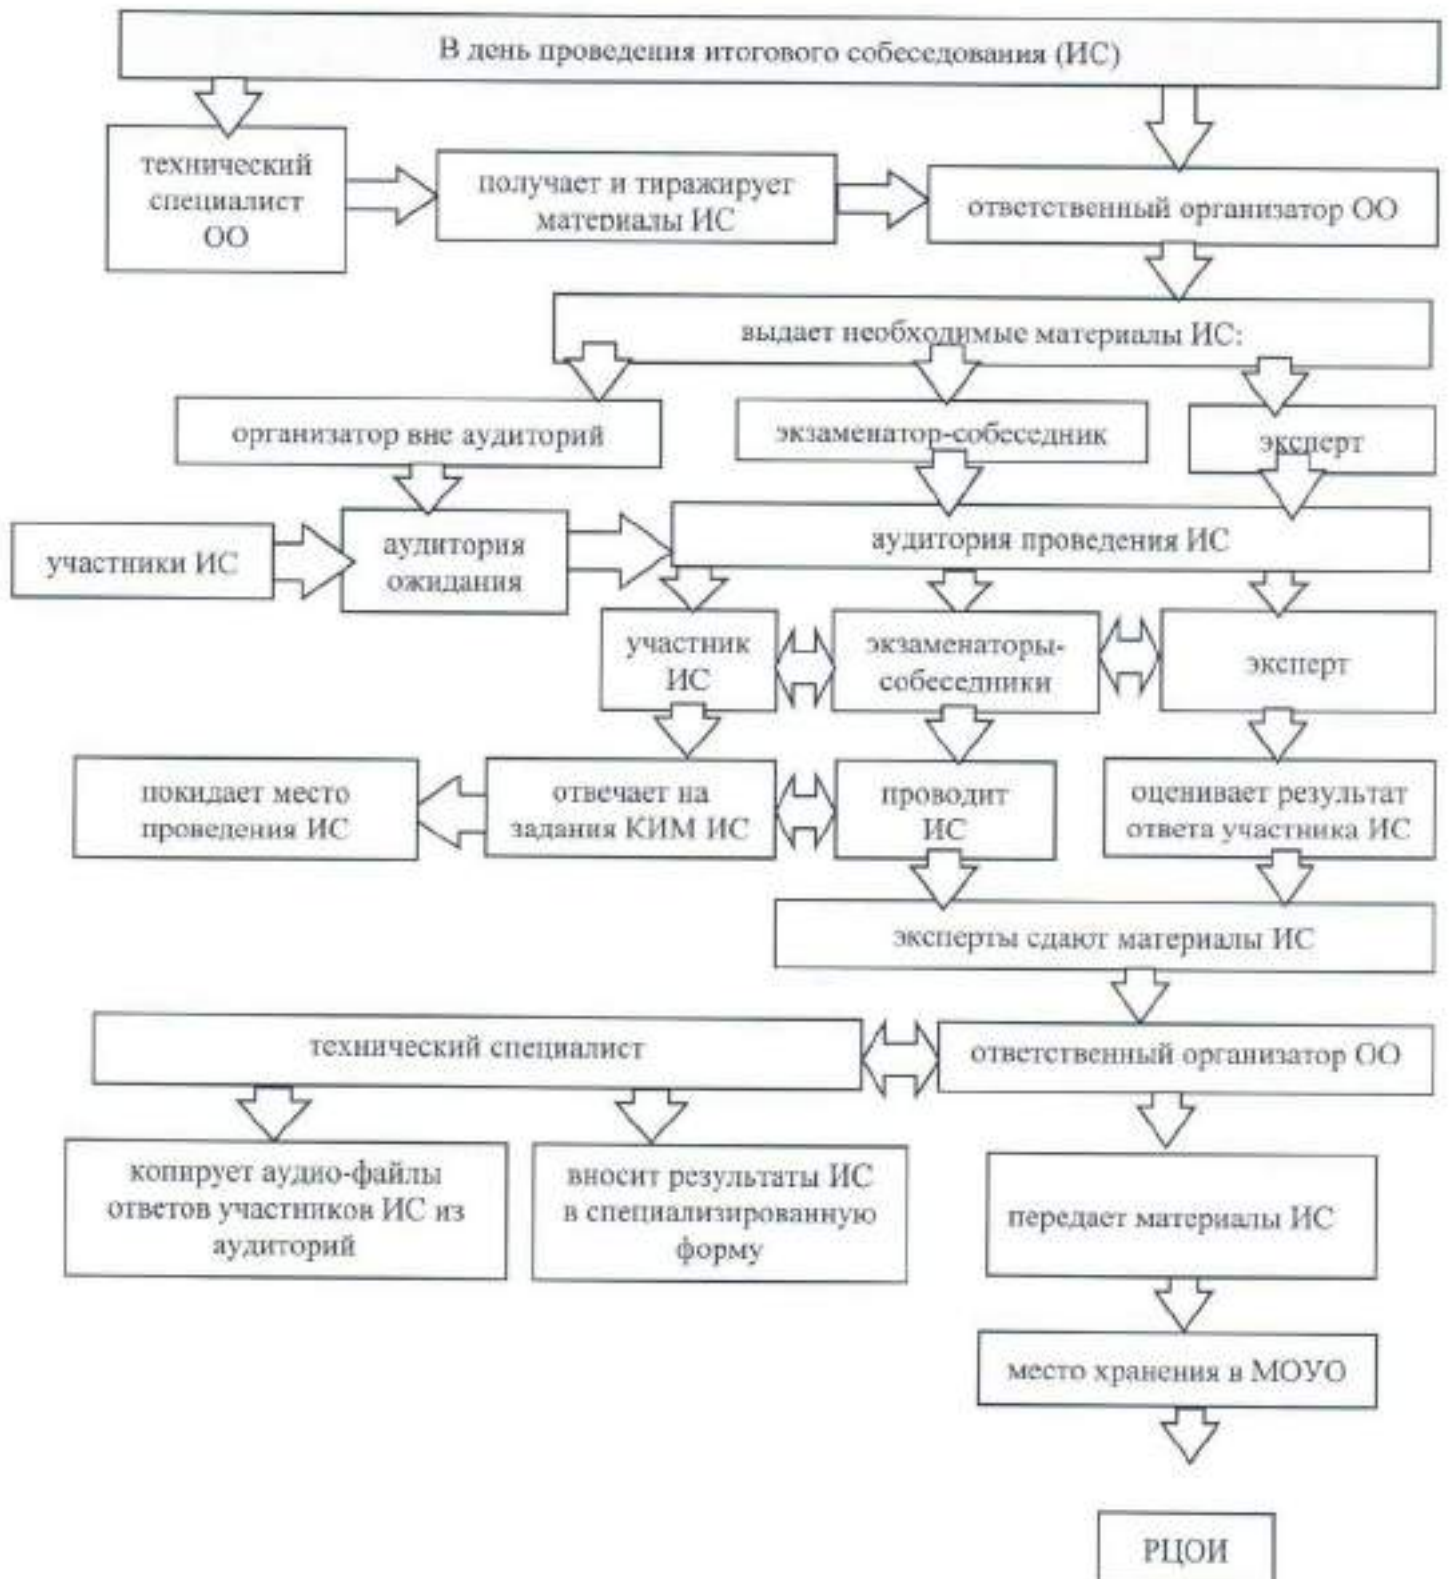 В день проведения итогового собеседования (ИС)
технический
специалист
ОО
получает и тиражирует
материалы ИС
ответственный организатор ОО
выдает необходимые материалы ИС:
организатор вне аудиторий
экзаменатор-собеседник
эксперт
участники ИС
аудитория
ожидания
аудитория проведения ИС
участник
ИС
экзаменаторы-
собеседники
эксперт
покидает место
проведения ИС
отвечает на
задания КИМ ИС
проводит
ИС
оценивает результат
ответа участника ИС
эксперты сдают материалы ИС
технический специалист
ответственный организатор ОО
копирует аудио-файлы
ответов участников ИС из
аудиторий
вносит результаты ИС
в специализированную
форму
передает материалы ИС
место хранения в МОУО
РЦОИ